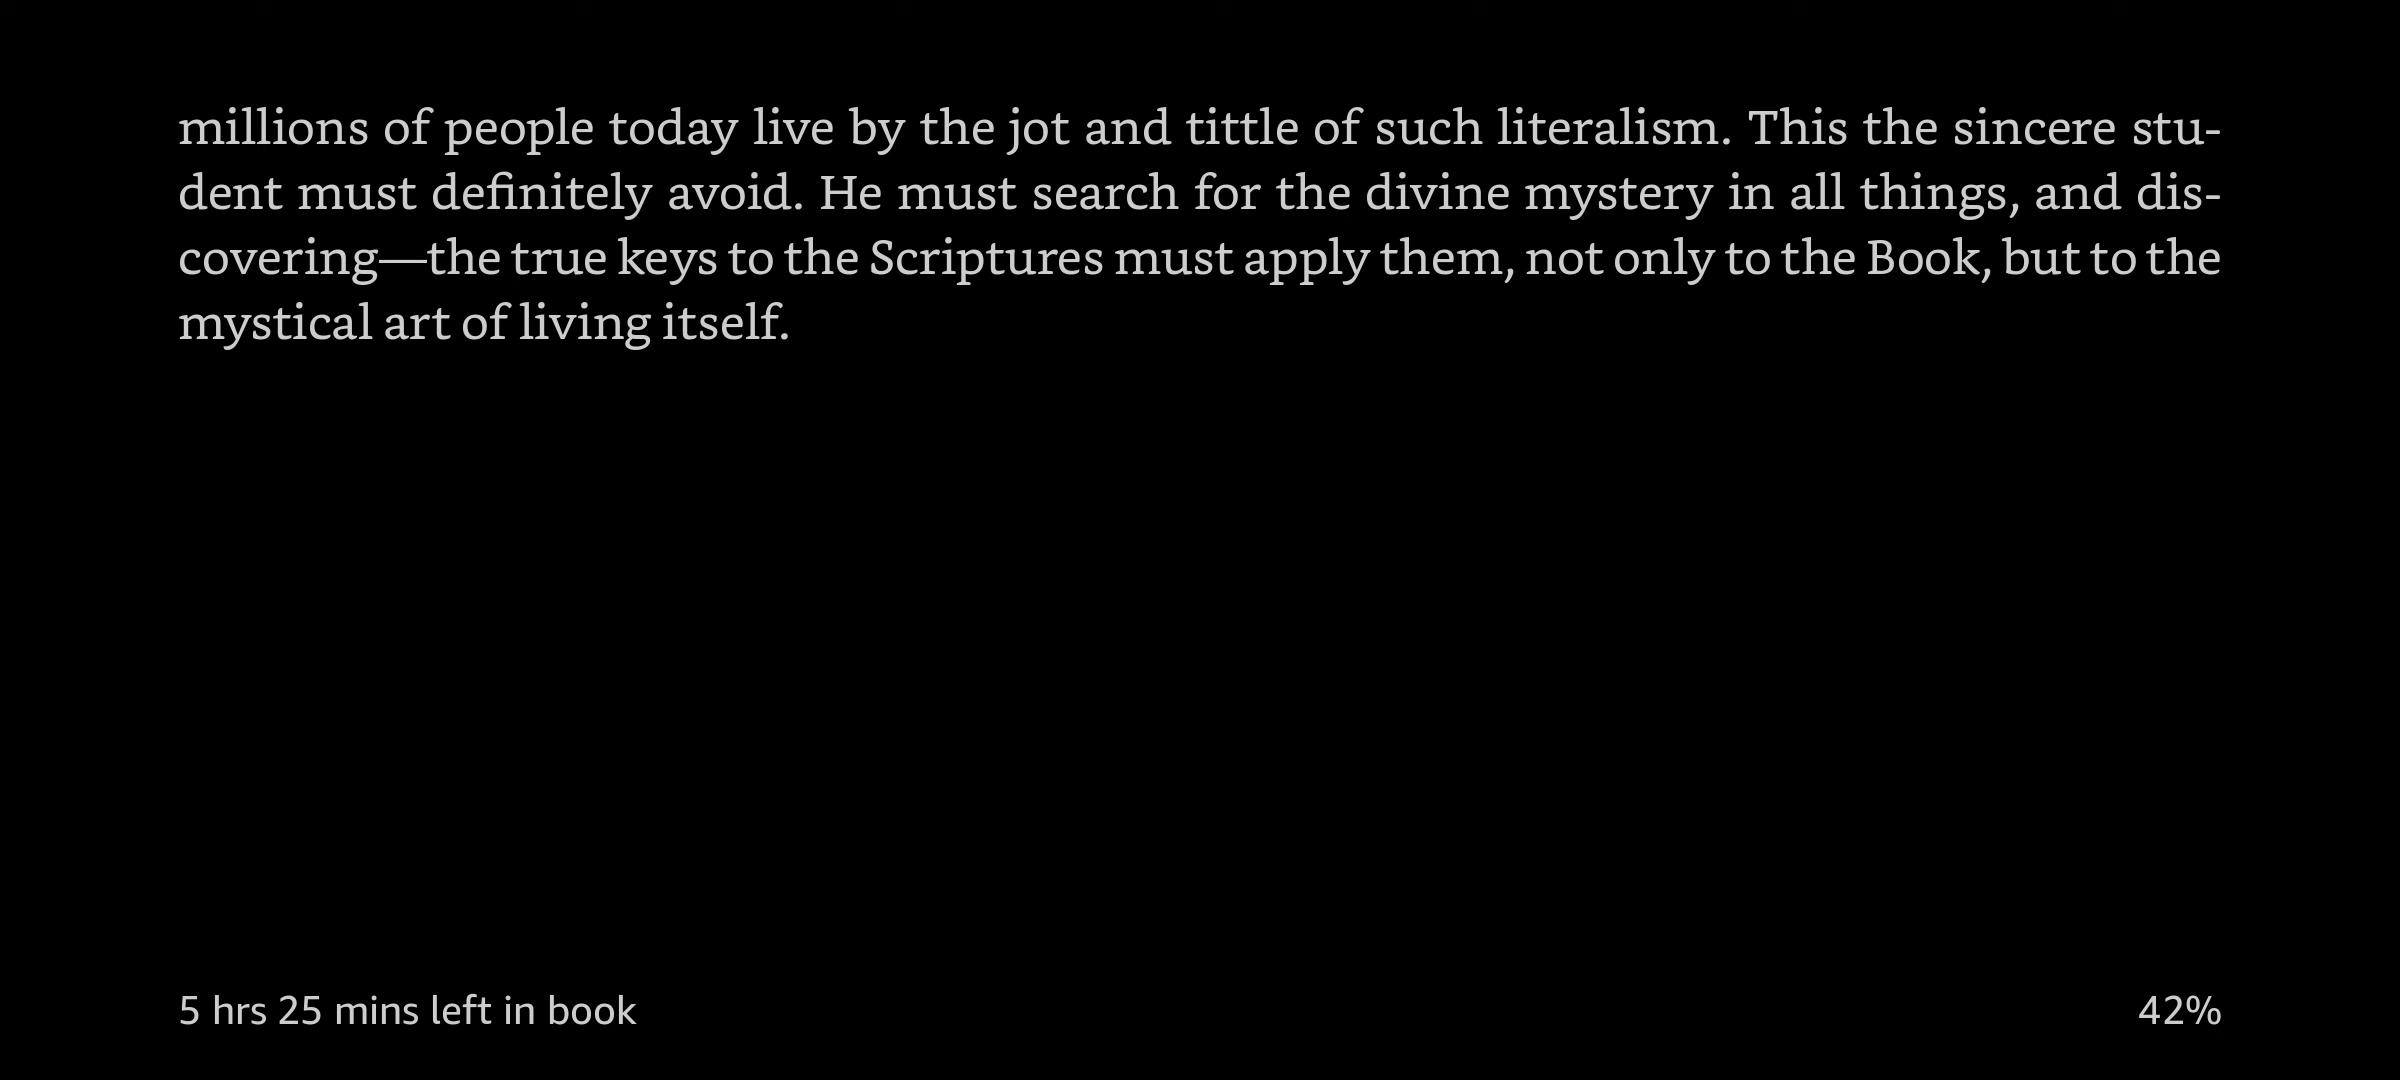 millions of people today live by the jot and tittle of such literalism. This the sincere stu-
dent must definitely avoid. He must search for the divine mystery in all things, and dis-
covering—the true keys to the Scriptures must apply them, not only to the Book, but to the
mystical art of living itself.
5 hrs 25 mins left in book
42%